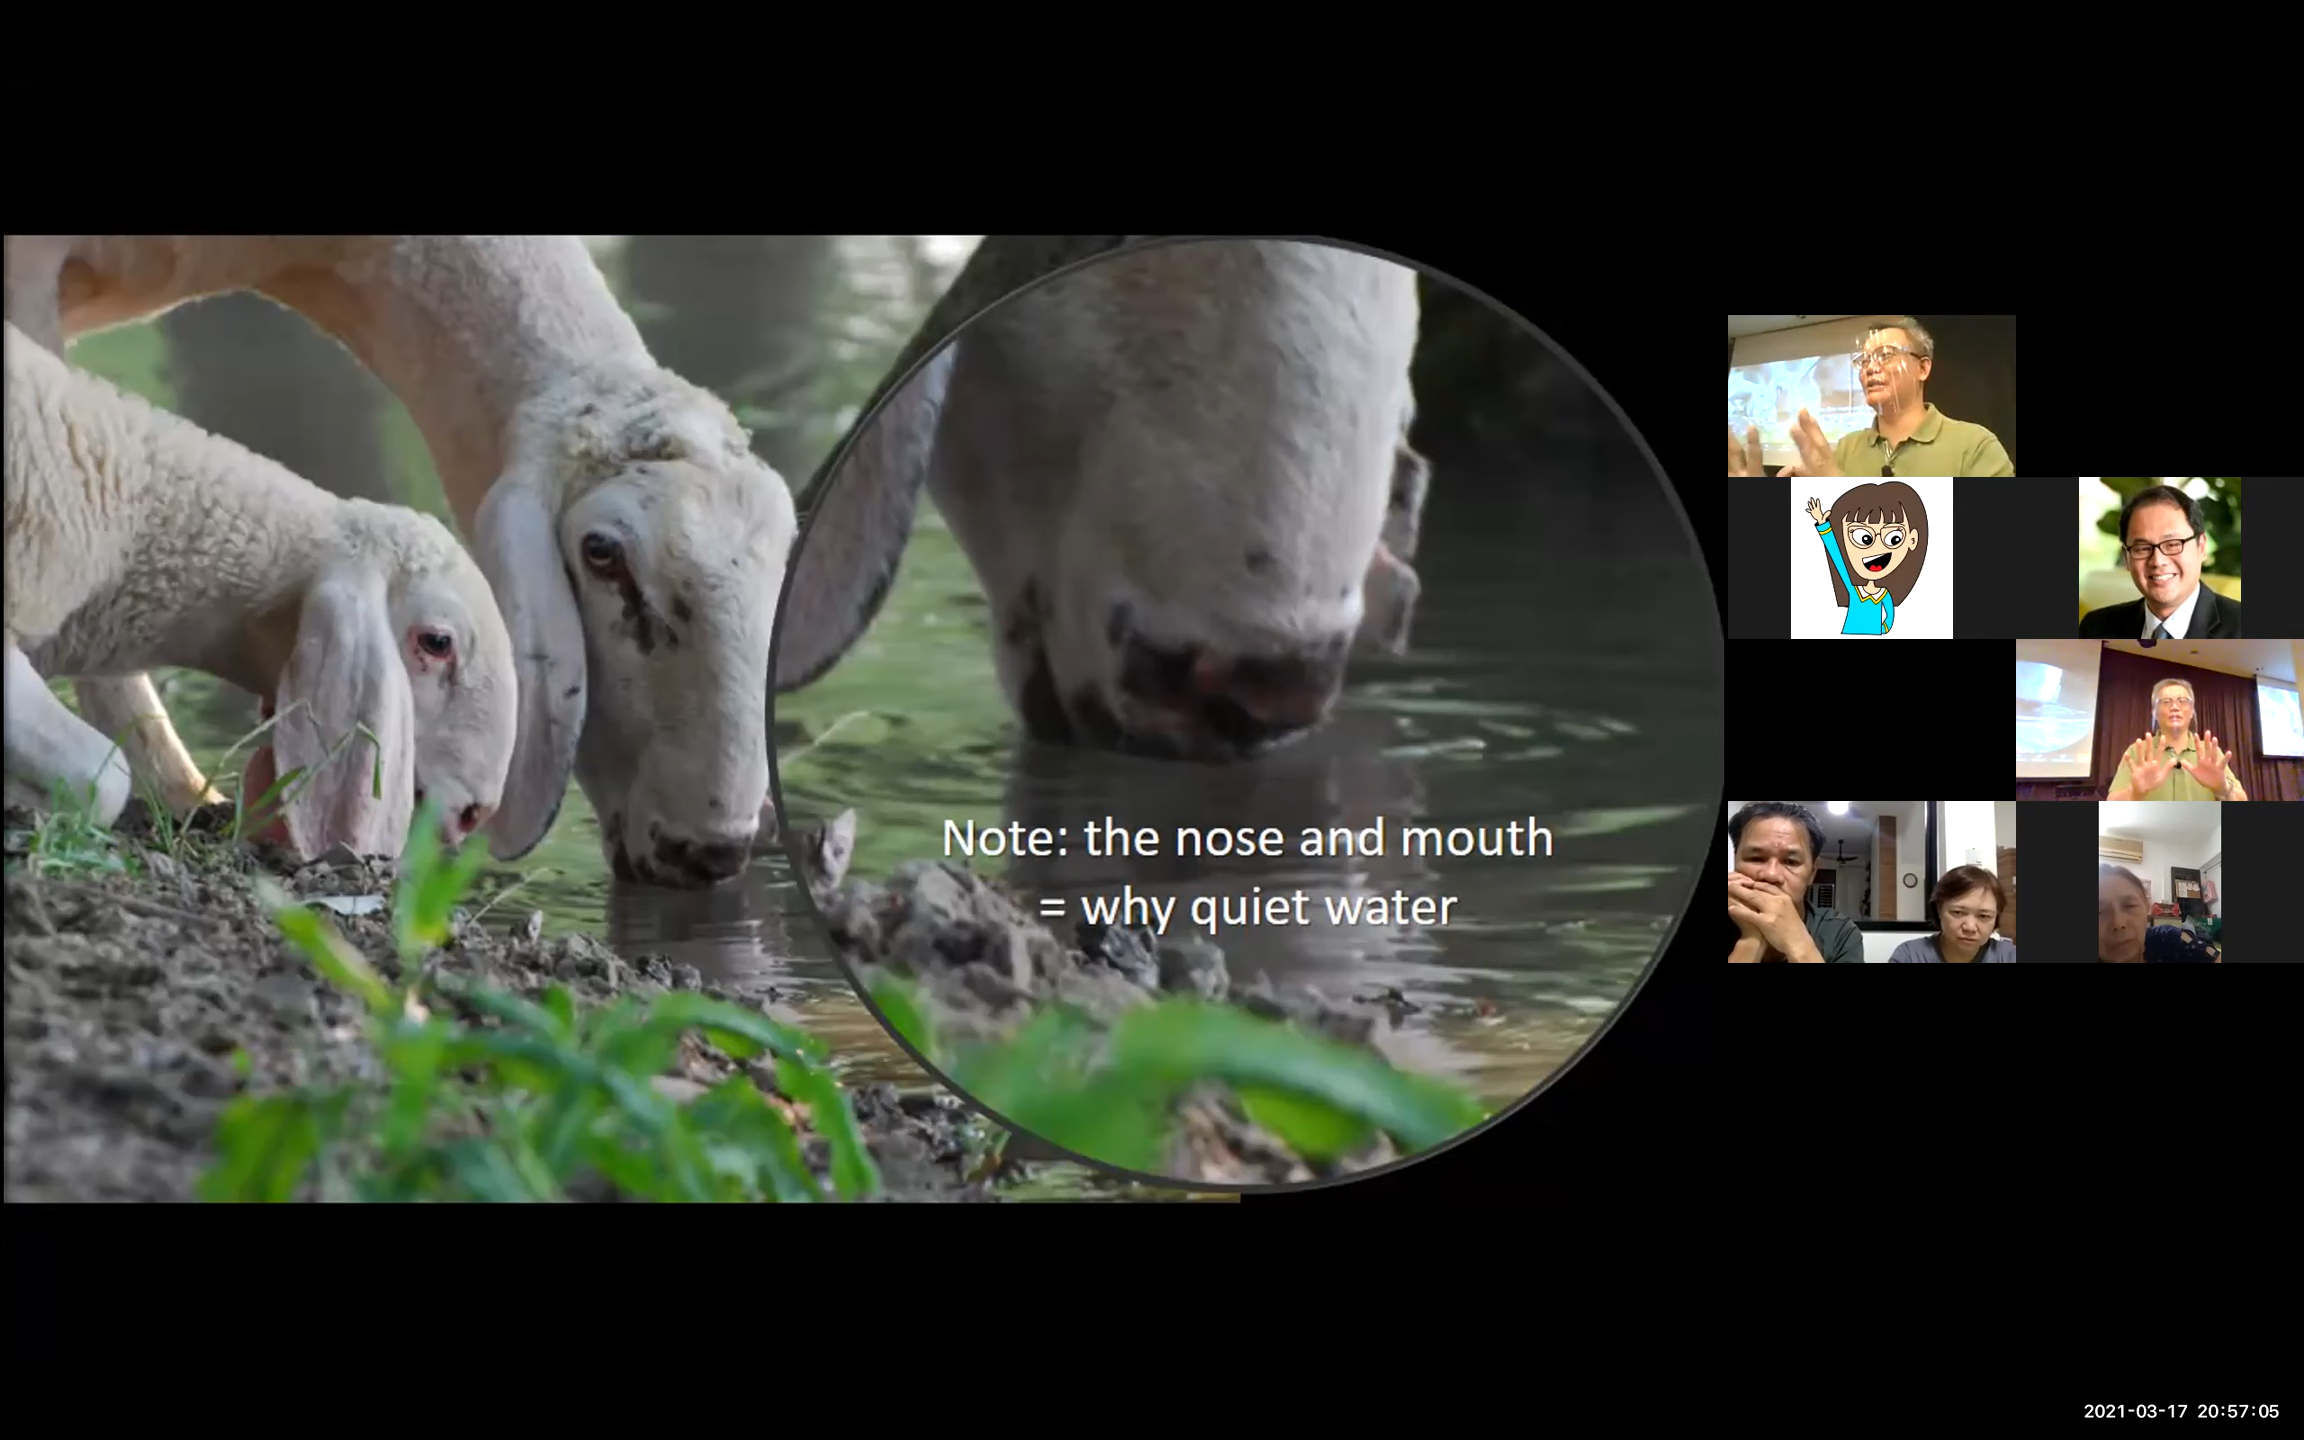 Note: the nose and mouth
= why quiet water
2021-03-17 20:57:05